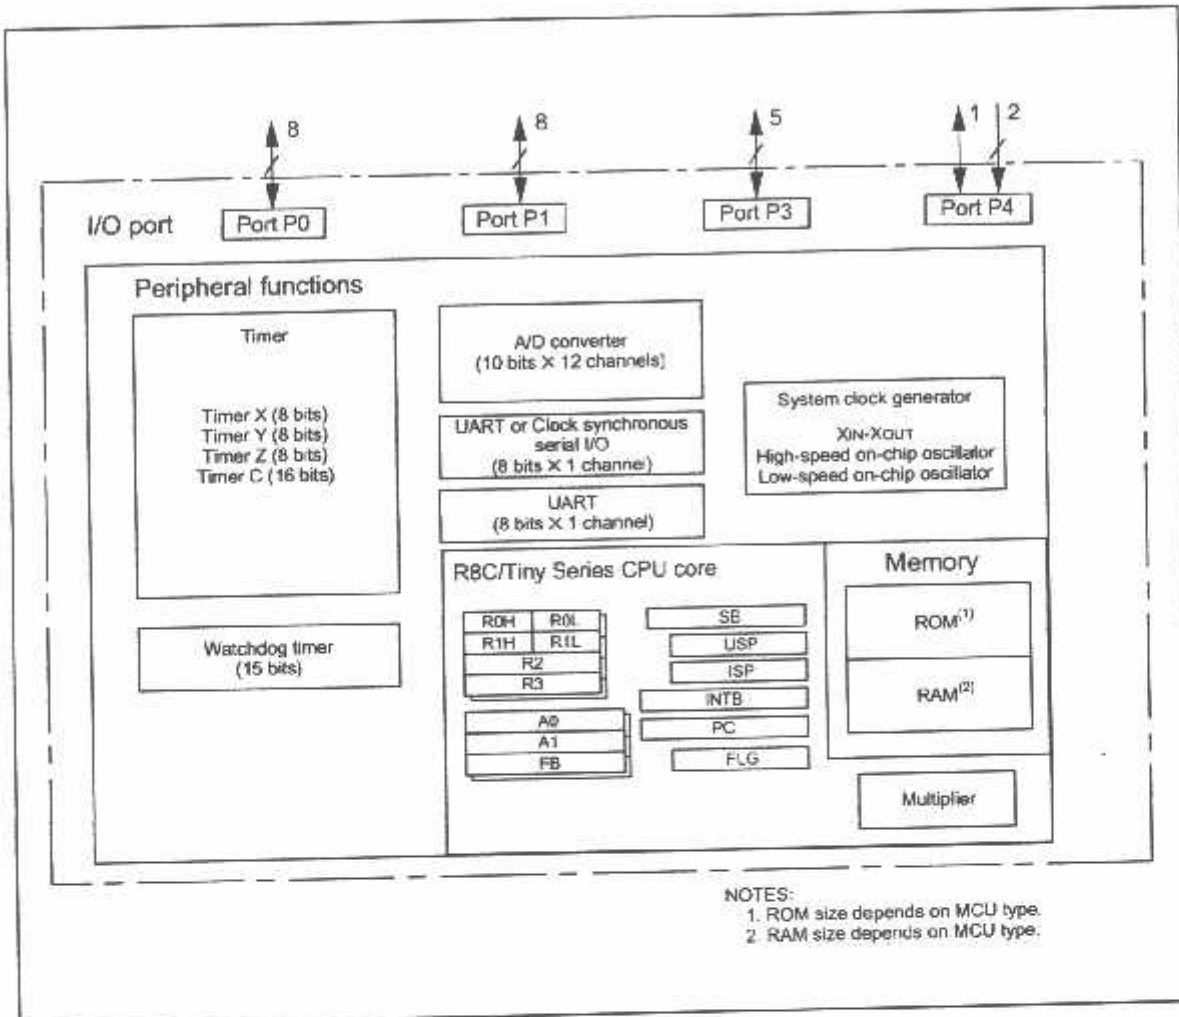 8
8
5
1
2
I/O port
Port P0
Port P1
Port P3
Port P4
Peripheral functions
Timer
Timer X (8 bits)
Timer Y (8 bits)
Timer Z (8 bits)
Timer C (16 bits)
Watchdog timer
(15 bits)
A/D converter
(10 bits X 12 channels)
UART or Clock synchronous
serial I/O
(8 bits X 1 channel)
UART
(8 bits X 1 channel)
System clock generator
XIN-XOUT
High-speed on-chip oscillator
Low-speed on-chip oscillator
R8C/Tiny Series CPU core
R0H R0L
R1H R1L
R2
R3
A0
A1
FB
SB
USP
ISP
INTB
PC
FLG
Memory
ROM(1)
RAM(2)
Multiplier
NOTES:
1. ROM size depends on MCU type.
2. RAM size depends on MCU type.